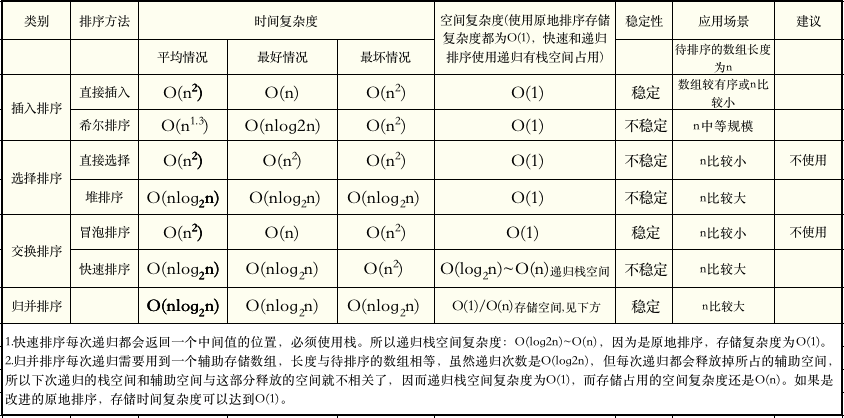 类别 排序方法 时间复杂度 空间复杂度(使用原地排序存储复杂度都为O(1)，快速和递归排序使用递归有栈空间占用) 稳定性 应用场景 建议
平均情况 最好情况 最坏情况 待排序的数组长度为n
插入排序 直接插入 O(n²) O(n) O(n²) O(1) 稳定 数组较有序或n比较小
希尔排序 O(n^1.3) O(nlog2n) O(n²) O(1) 不稳定 n中等规模
选择排序 直接选择 O(n²) O(n²) O(n²) O(1) 不稳定 n比较小 不使用
堆排序 O(nlog₂n) O(nlog₂n) O(nlog₂n) O(1) 不稳定 n比较大
交换排序 冒泡排序 O(n²) O(n) O(n²) O(1) 稳定 n比较小 不使用
快速排序 O(nlog₂n) O(nlog₂n) O(n²) O(log₂n)~O(n)递归栈空间 不稳定 n比较大
归并排序 O(nlog₂n) O(nlog₂n) O(nlog₂n) O(1)/O(n)存储空间,见下方 稳定 n比较大
1.快速排序每次递归都会返回一个中间值的位置，必须使用栈。所以递归栈空间复杂度：O(log2n)~O(n)，因为是原地排序，存储复杂度为O(1)。
2.归并排序每次递归需要用到一个辅助存储数组，长度与待排序的数组相等，虽然递归次数是O(log2n)，但每次递归都会释放掉所占的辅助空间，
所以下次递归的栈空间和辅助空间与这部分释放的空间就不相关了，因而递归栈空间复杂度为O(1)，而存储占用的空间复杂度还是O(n)。如果是
改进的原地排序，存储时间复杂度可以达到O(1)。